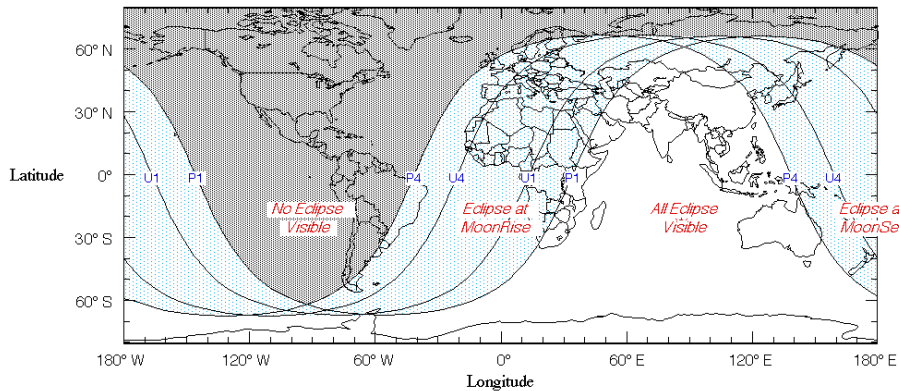 60° N
30° N
Latitude
0°
30° S
60° S
U1 P1 P4 U4 U1 P1 P4 U4
No Eclipse
Visible
Eclipse at
MoonRise
All Eclipse
Visible
Eclipse a
MoonSe
180° W 120° W 60° W 0° 60° E 120° E 180° E
Longitude